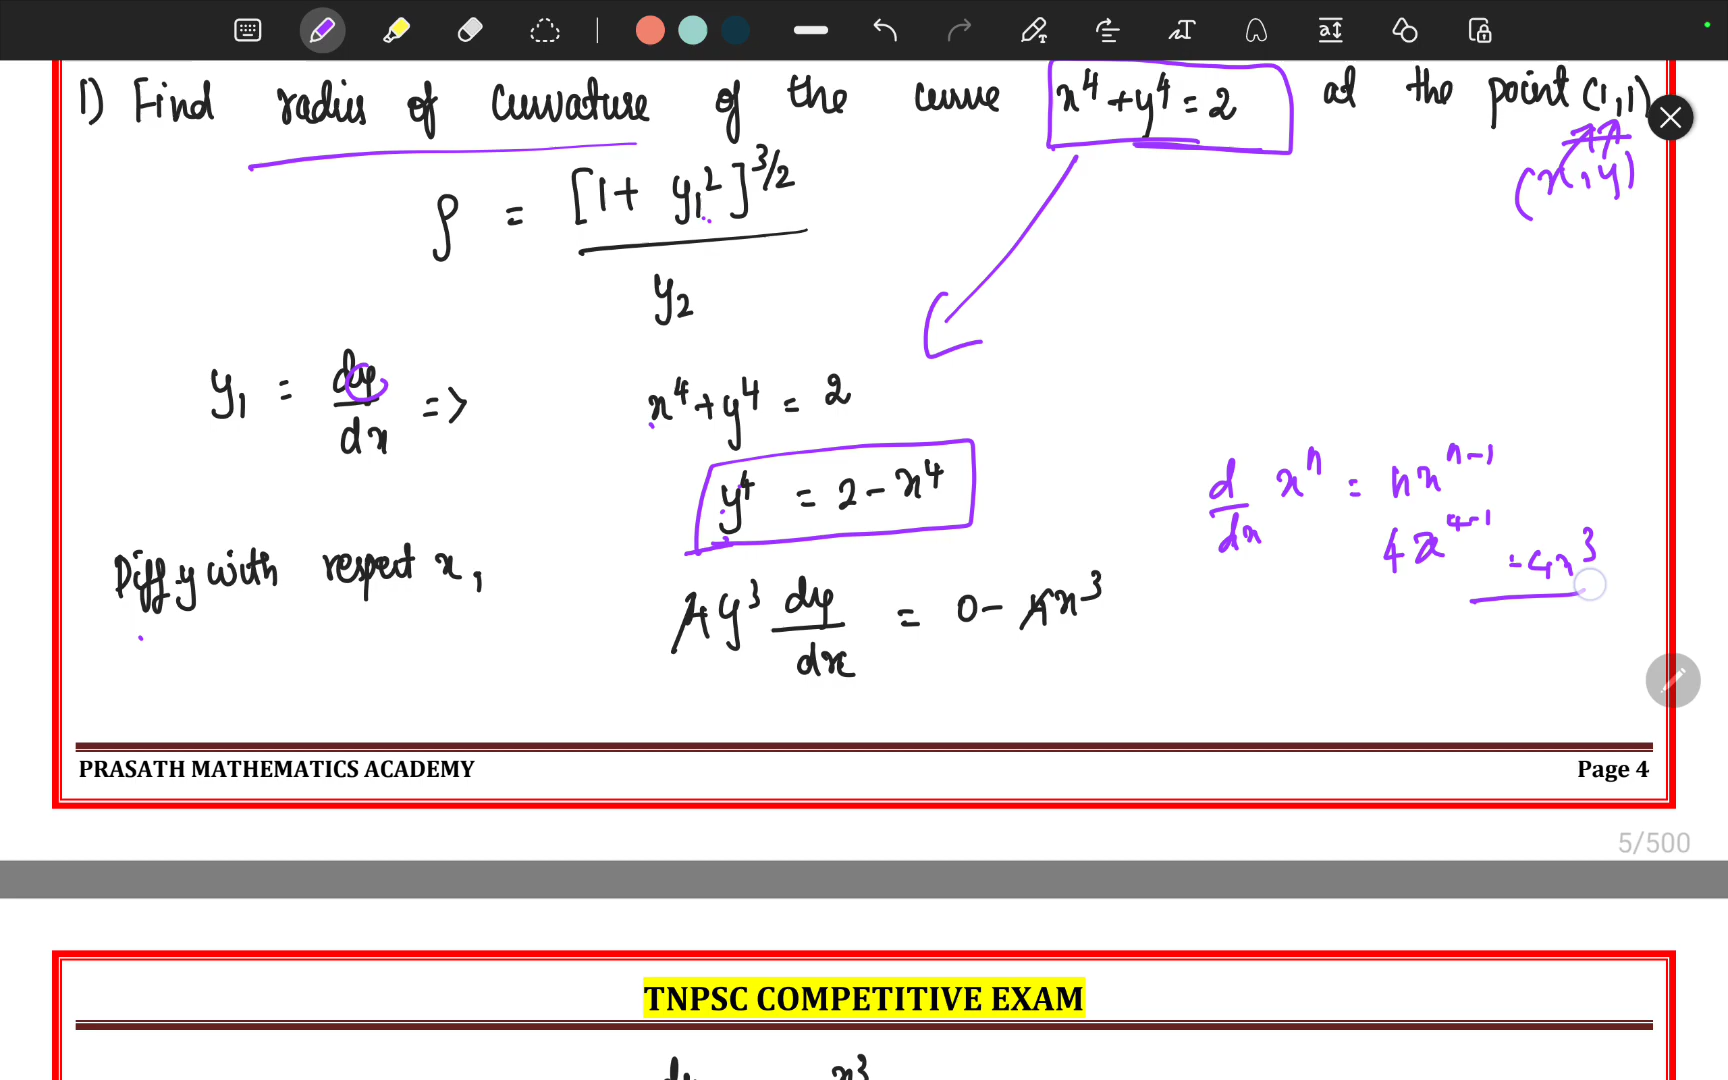 1) Find radius of curvature of the curve x⁴+y⁴=2 at the point (1,1)
(x,y)
ρ = [1+ y₁²]^3/2
y₂
y₁ = dy/dx => x⁴+y⁴ = 2
y⁴ = 2-x⁴
d/dx xⁿ = nxⁿ⁻¹
4x⁴⁻¹ =4x³
Diff y with respect x,
4y³ dy/dx = 0-4x³
PRASATH MATHEMATICS ACADEMY Page 4
5/500
TNPSC COMPETITIVE EXAM
dy x³